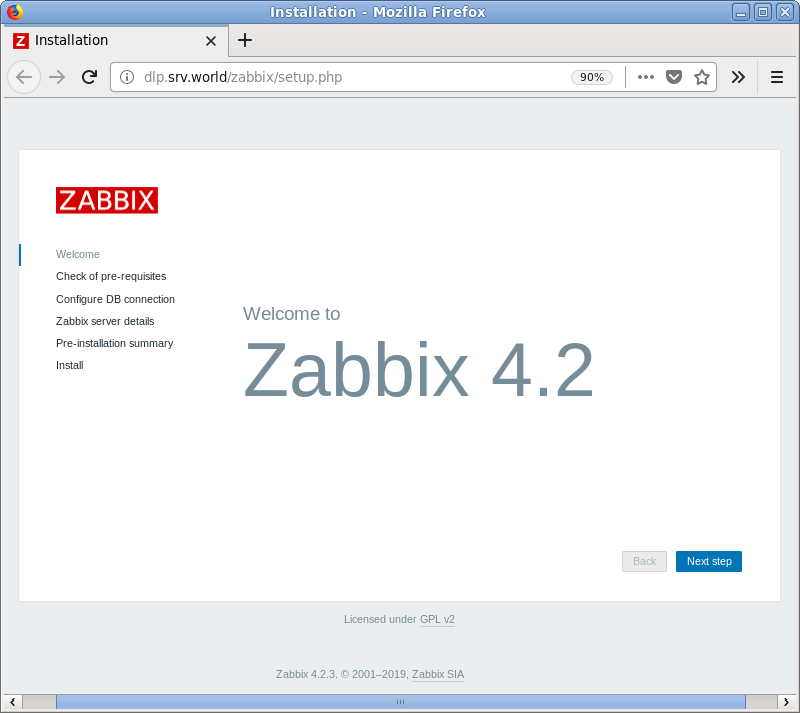 Installation - Mozilla Firefox
Z Installation
dlp.srv.world/zabbix/setup.php 90%
ZABBIX
Welcome
Check of pre-requisites
Configure DB connection
Zabbix server details
Pre-installation summary
Install
Welcome to
Zabbix 4.2
Back Next step
Licensed under GPL v2
Zabbix 4.2.3. © 2001–2019, Zabbix SIA